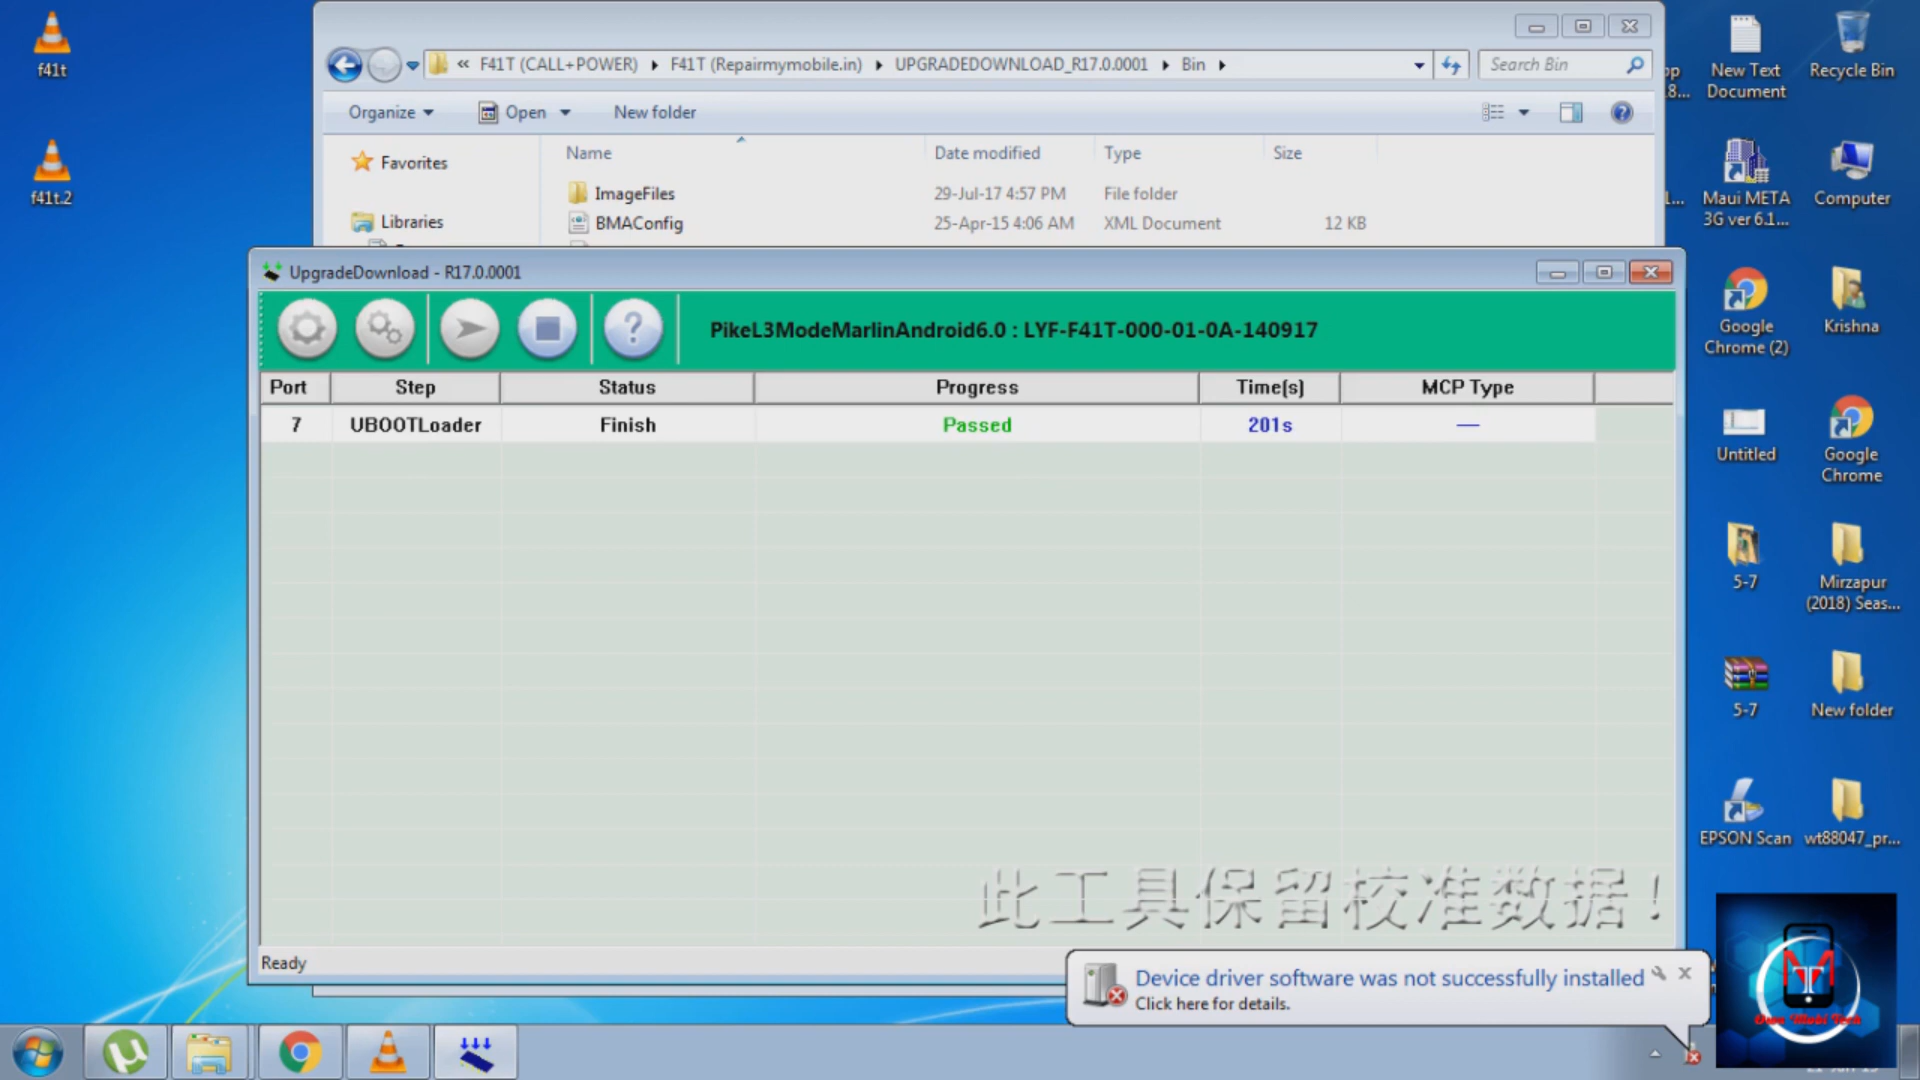 f41t
f41t.2
« F41T (CALL+POWER) F41T (Repairmymobile.in) UPGRADEDOWNLOAD_R17.0.0001 Bin
Search Bin
Organize Open New folder
Name Date modified Type Size
Favorites
ImageFiles 29-Jul-17 4:57 PM File folder
Libraries
BMAConfig 25-Apr-15 4:06 AM XML Document 12 KB
UpgradeDownload - R17.0.0001
PikeL3ModeMarlinAndroid6.0 : LYF-F41T-000-01-0A-140917
Port Step Status Progress Time(s) MCP Type
7 UBOOTLoader Finish Passed 201s —
此工具保留校准数据！
Ready
Device driver software was not successfully installed
Click here for details.
New Text
Document
Recycle Bin
Maui META
3G ver 6.1...
Computer
Google
Chrome (2)
Krishna
Untitled
Google
Chrome
5-7
Mirzapur
(2018) Seas...
5-7
New folder
EPSON Scan
wt88047_pr...